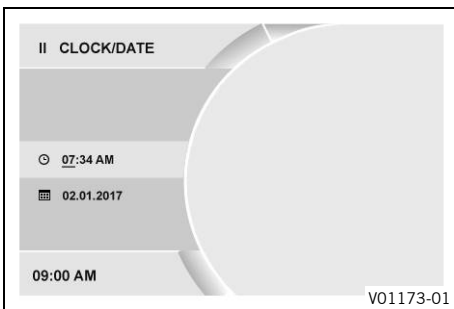 II CLOCK/DATE
07:34 AM
02.01.2017
09:00 AM
V01173-01